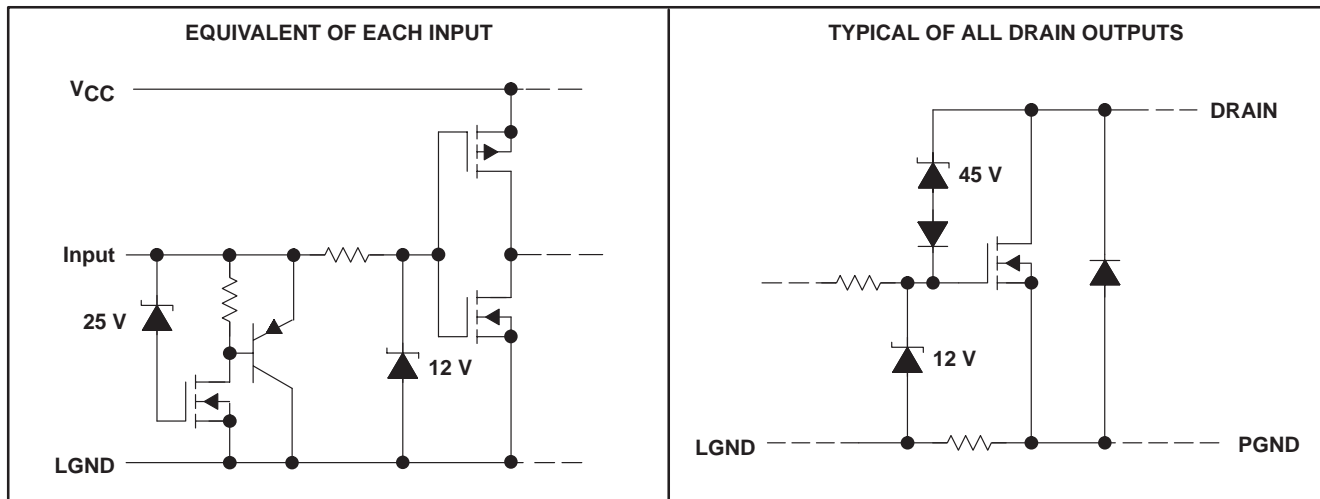 EQUIVALENT OF EACH INPUT
VCC
Input
25 V
12 V
LGND
TYPICAL OF ALL DRAIN OUTPUTS
DRAIN
45 V
12 V
LGND
PGND